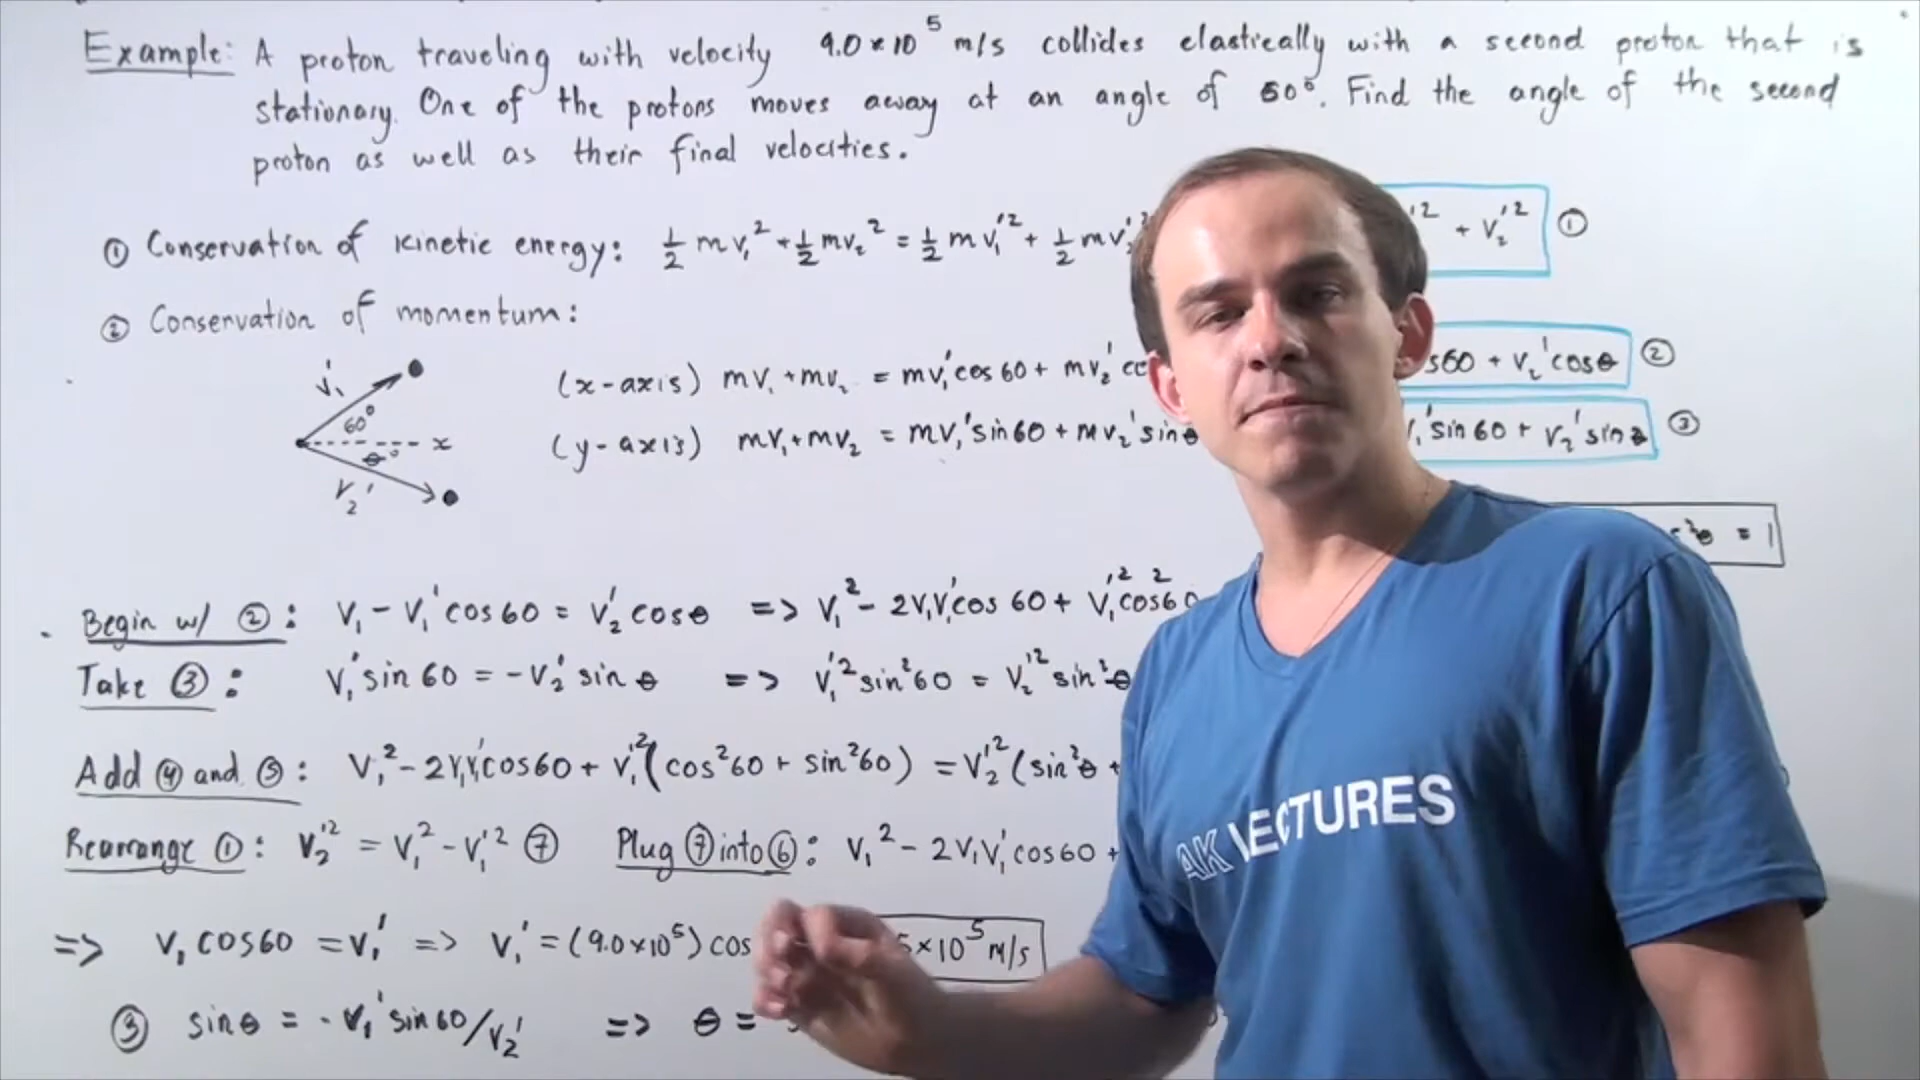 Example: A proton traveling with velocity 9.0×10⁵ m/s collides elastically with a second proton that is
stationary. One of the protons moves away at an angle of 60°. Find the angle of the second
proton as well as their final velocities.
① Conservation of kinetic energy: ½mv₁² + ½mv₂² = ½mv₁'² + ½mv '² + v₂'² ①
② Conservation of momentum:
v₁' 60° x θ° v₂'
(x-axis) mv₁ + mv₂ = mv₁'cos60 + mv₂' s60 + v₂'cosθ ②
(y-axis) mv₁ + mv₂ = mv₁'sin60 + mv₂'sinθ 'sin60 + v₂'sinθ ③
²θ = 1
Begin w/ ②: v₁ - v₁'cos60 = v₂'cosθ => v₁² - 2v₁v₁'cos60 + v₁'²cos²60
Take ③: v₁'sin60 = -v₂'sinθ => v₁'²sin²60 = v₂'²sin²θ
Add ④ and ⑤: v₁² - 2v₁v₁'cos60 + v₁'²(cos²60 + sin²60) = v₂'²(sin²θ +
Rearrange ①: v₂'² = v₁² - v₁'² ⑦ Plug ⑦ into ⑥: v₁² - 2v₁v₁'cos60 +
=> v₁cos60 = v₁' => v₁' = (9.0×10⁵)cos 5×10⁵ m/s
③ sinθ = -v₁'sin60/v₂' => θ =
AK LECTURES